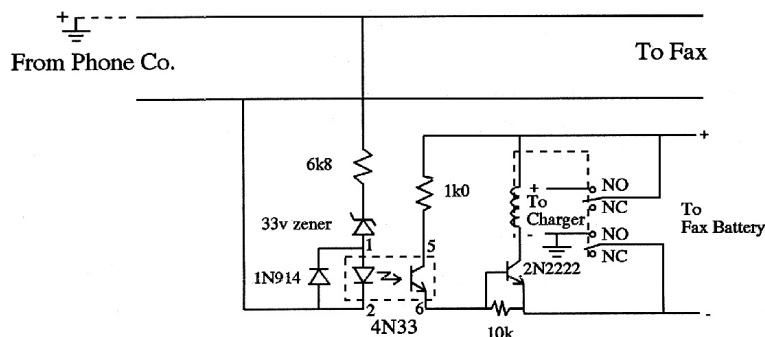 +
From Phone Co.
To Fax
+
6k8
1k0
+
NO
To
Charger
NC
To
Fax Battery
33v zener
-
NO
1
5
NC
1N914
2N2222
2
6
4N33
10k
-